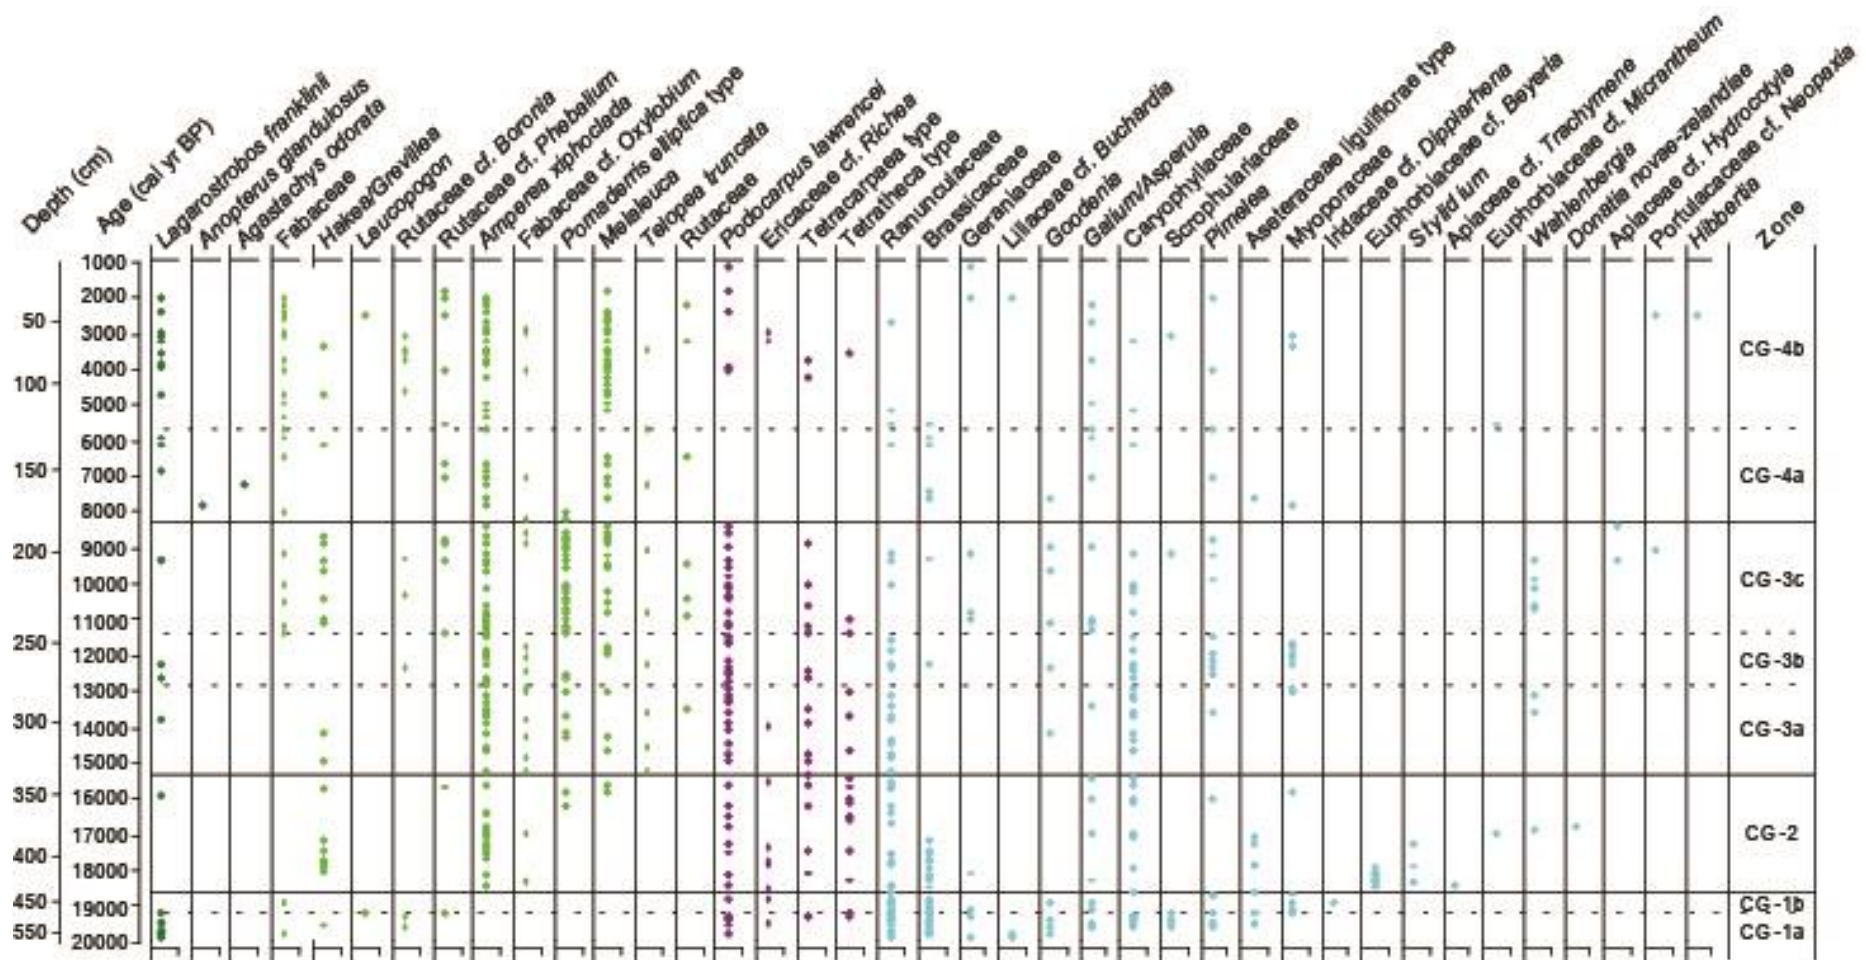 Depth (cm)
Age (cal yr BP)
Lagarostrobos franklinii
Anopterus glandulosus
Agastachys odorata
Fabaceae
Hakea/Grevillea
Leucopogon
Rutaceae cf. Boronia
Rutaceae cf. Phebalium
Amperea xiphoclada
Fabaceae cf. Oxylobium
Pomaderris elliptica type
Meleleuca
Telopea truncata
Rutaceae
Podocarpus lawrencei
Ericaceae cf. Richea
Tetracarpaea type
Tetratheca type
Ranunculaceae
Brassicaceae
Geraniaceae
Liliaceae cf. Buchardia
Goodenia
Galium/Asperula
Caryophyllaceae
Scrophulariaceae
Pimelea
Aseteraceae liguliflorae type
Myoporaceae
Iridaceae cf. Dipplarhena
Euphorbiaceae cf. Beyeria
Stylidium
Apiaceae cf. Trachymene
Euphorbiaceae cf. Micrantheum
Wahlenbergia
Donatia novae-zelandiae
Apiaceae cf. Hydrocotyle
Portulacaceae cf. Neopaxia
Hibbertia
Zone
1000
2000
50
3000
CG-4b
4000
100
5000
6000
150
7000
CG-4a
8000
9000
200
10000
CG-3c
11000
250
12000
CG-3b
13000
300
14000
CG-3a
15000
350
16000
17000
CG-2
400
18000
450
19000
CG-1b
550
20000
CG-1a